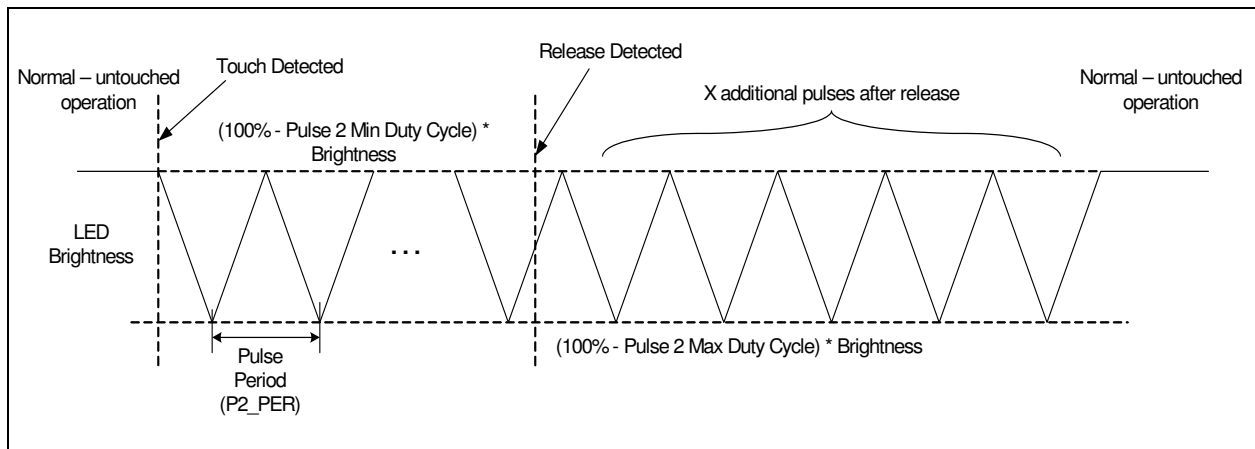 Normal – untouched
operation
Touch Detected
(100% - Pulse 2 Min Duty Cycle) *
Brightness
Release Detected
X additional pulses after release
Normal – untouched
operation
LED
Brightness
...
Pulse
Period
(P2_PER)
(100% - Pulse 2 Max Duty Cycle) * Brightness